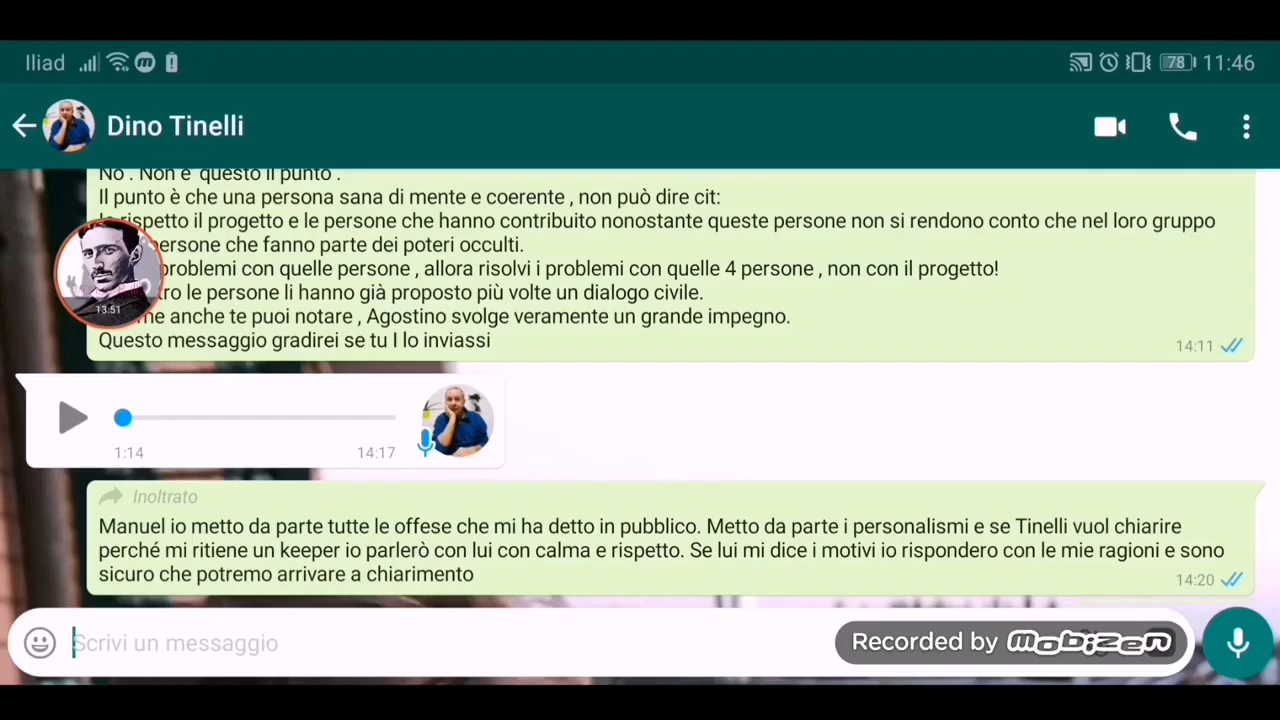 Iliad
78
11:46
Dino Tinelli
No . Non è questo il punto .
Il punto è che una persona sana di mente e coerente , non può dire cit:
rispetto il progetto e le persone che hanno contribuito nonostante queste persone non si rendono conto che nel loro gruppo
persone che fanno parte dei poteri occulti.
problemi con quelle persone , allora risolvi i problemi con quelle 4 persone , non con il progetto!
le persone li hanno già proposto più volte un dialogo civile.
anche te puoi notare , Agostino svolge veramente un grande impegno.
Questo messaggio gradirei se tu I lo inviassi
14:11
13:51
1:14
14:17
Inoltrato
Manuel io metto da parte tutte le offese che mi ha detto in pubblico. Metto da parte i personalismi e se Tinelli vuol chiarire
perché mi ritiene un keeper io parlerò con lui con calma e rispetto. Se lui mi dice i motivi io rispondero con le mie ragioni e sono
sicuro che potremo arrivare a chiarimento
14:20
Scrivi un messaggio
Recorded by mobizen